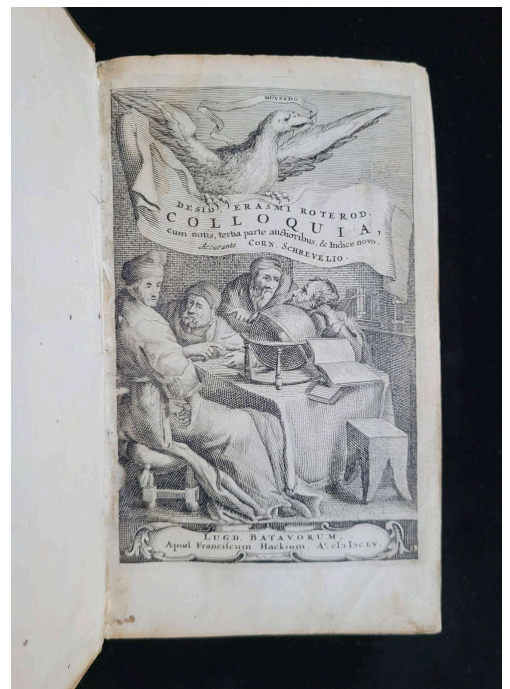 MOVENDO
DESID. ERASMI ROTEROD.
COLLOQUIA,
cum notis, tertia parte auctioribus, & Indice novo.
Accurante CORN. SCHREVELIO.
LUGD. BATAVORUM,
Apud Franciscum Hackium, Aº. cIɔ Iɔc LV.